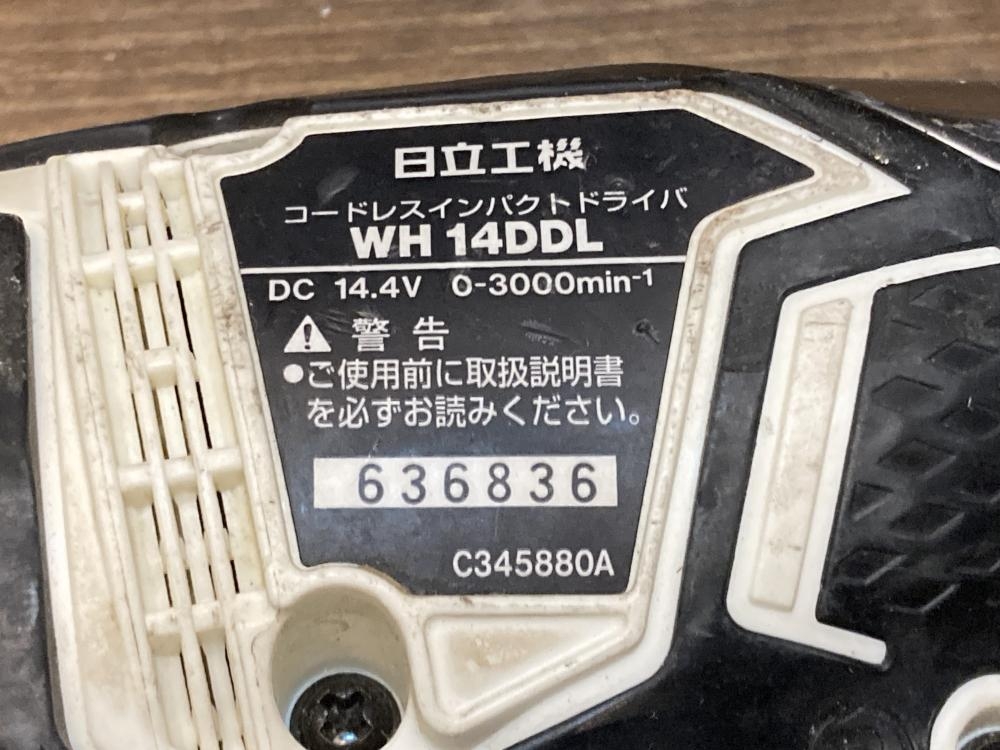 日立工機
コードレスインパクトドライバ
WH 14DDL
DC 14.4V 0-3000min-1
警告
●ご使用前に取扱説明書
を必ずお読みください。
636836
C345880A